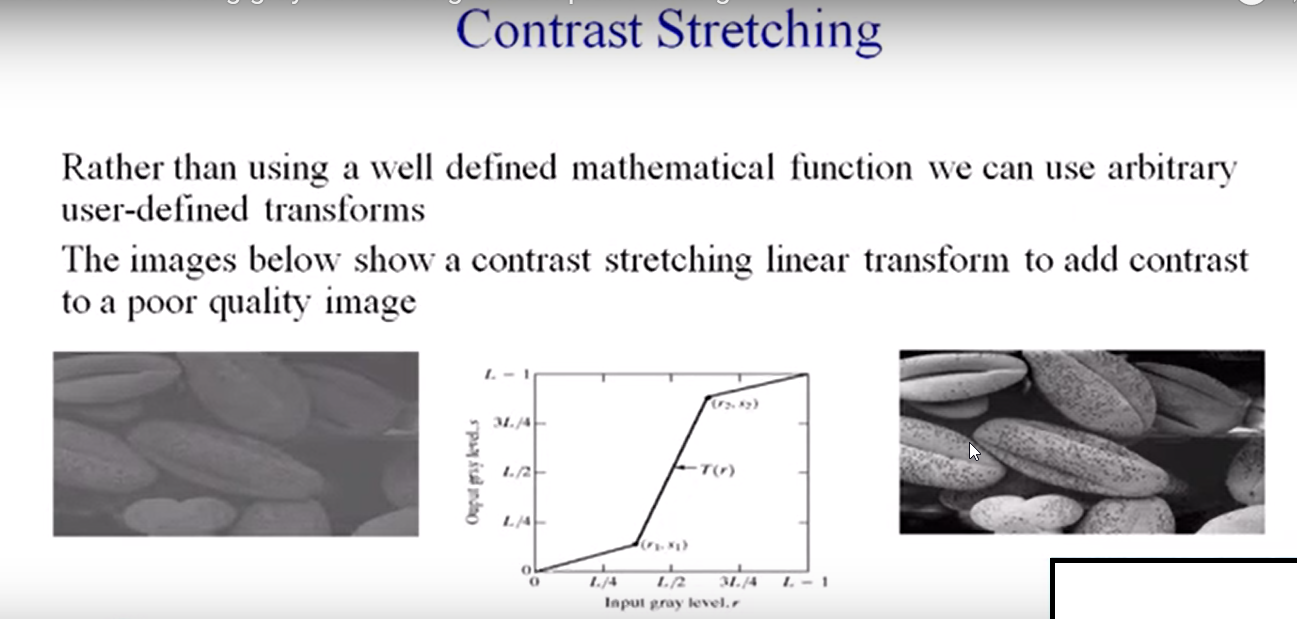 Contrast Stretching
Rather than using a well defined mathematical function we can use arbitrary
user-defined transforms
The images below show a contrast stretching linear transform to add contrast
to a poor quality image
L – 1
3L/4
L/2
L/4
0
Ouput gray level, s
(r2, s2)
T(r)
(r1, s1)
0 L/4 L/2 3L/4 L – 1
Input gray level, r